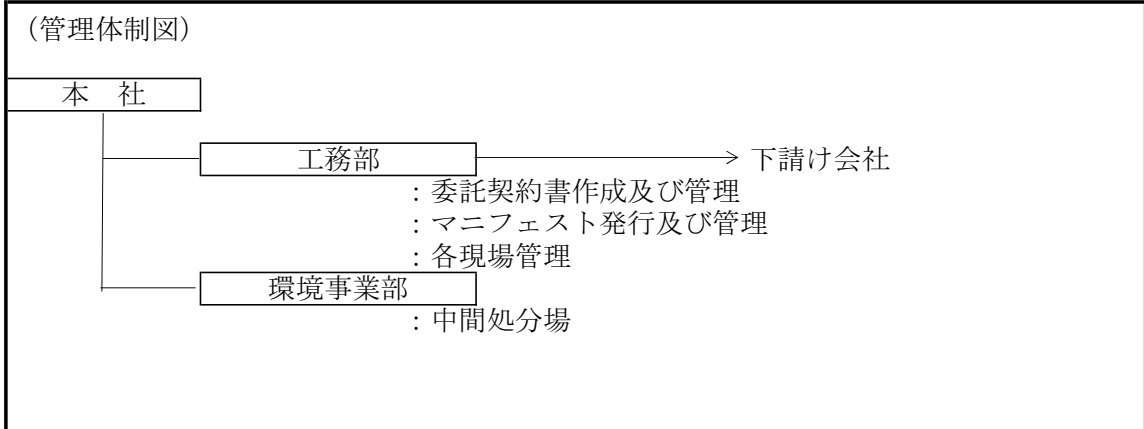 （管理体制図）
本　社
工務部
下請け会社
：委託契約書作成及び管理
：マニフェスト発行及び管理
：各現場管理
環境事業部
：中間処分場